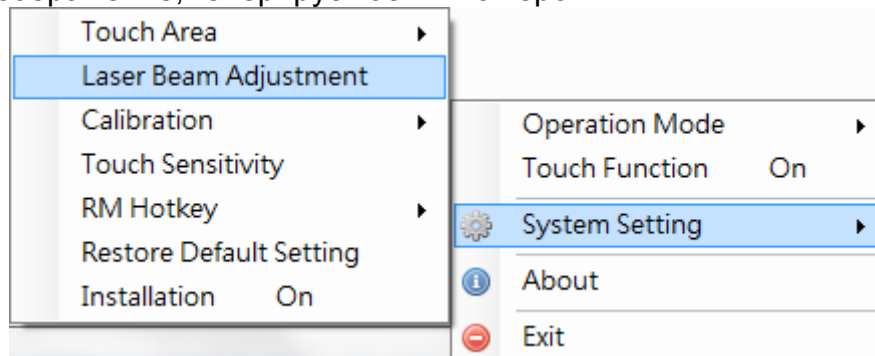 Touch Area
Laser Beam Adjustment
Calibration
Touch Sensitivity
RM Hotkey
Restore Default Setting
Installation On
Operation Mode
Touch Function On
System Setting
About
Exit